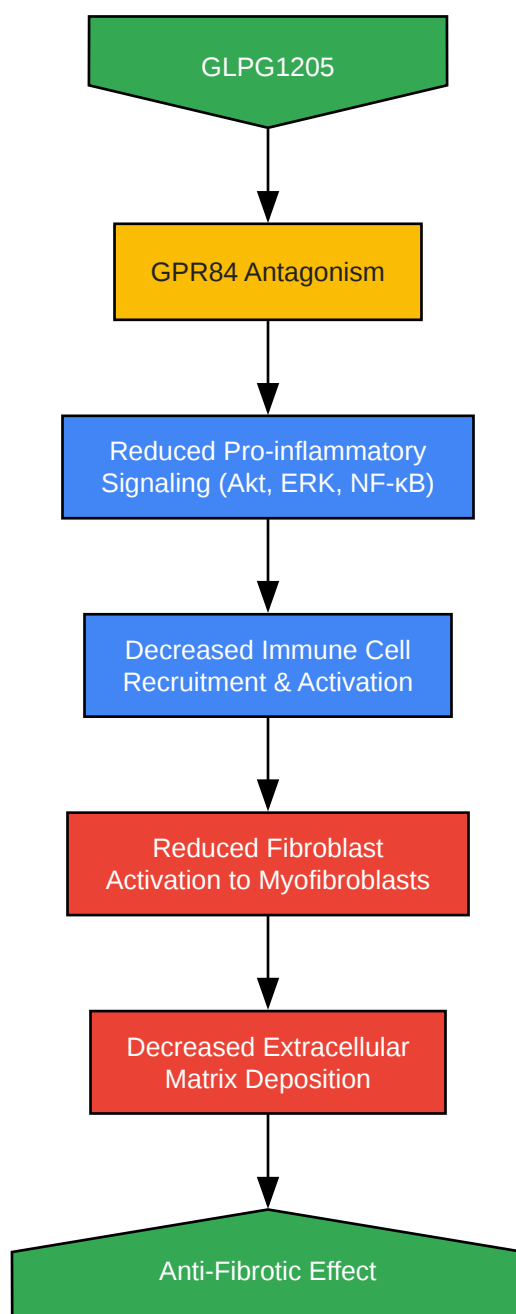 GLPG1205
GPR84 Antagonism
Reduced Pro-inflammatory
Signaling (Akt, ERK, NF-κB)
Decreased Immune Cell
Recruitment & Activation
Reduced Fibroblast
Activation to Myofibroblasts
Decreased Extracellular
Matrix Deposition
Anti-Fibrotic Effect